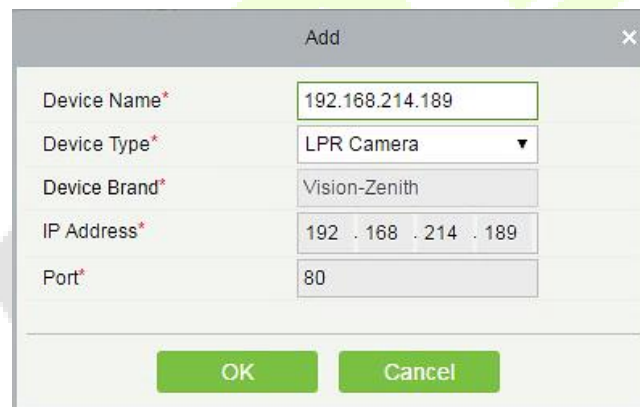 Add ×
Device Name* 192.168.214.189
Device Type* LPR Camera ▼
Device Brand* Vision-Zenith
IP Address* 192 . 168 . 214 . 189
Port* 80
OK Cancel